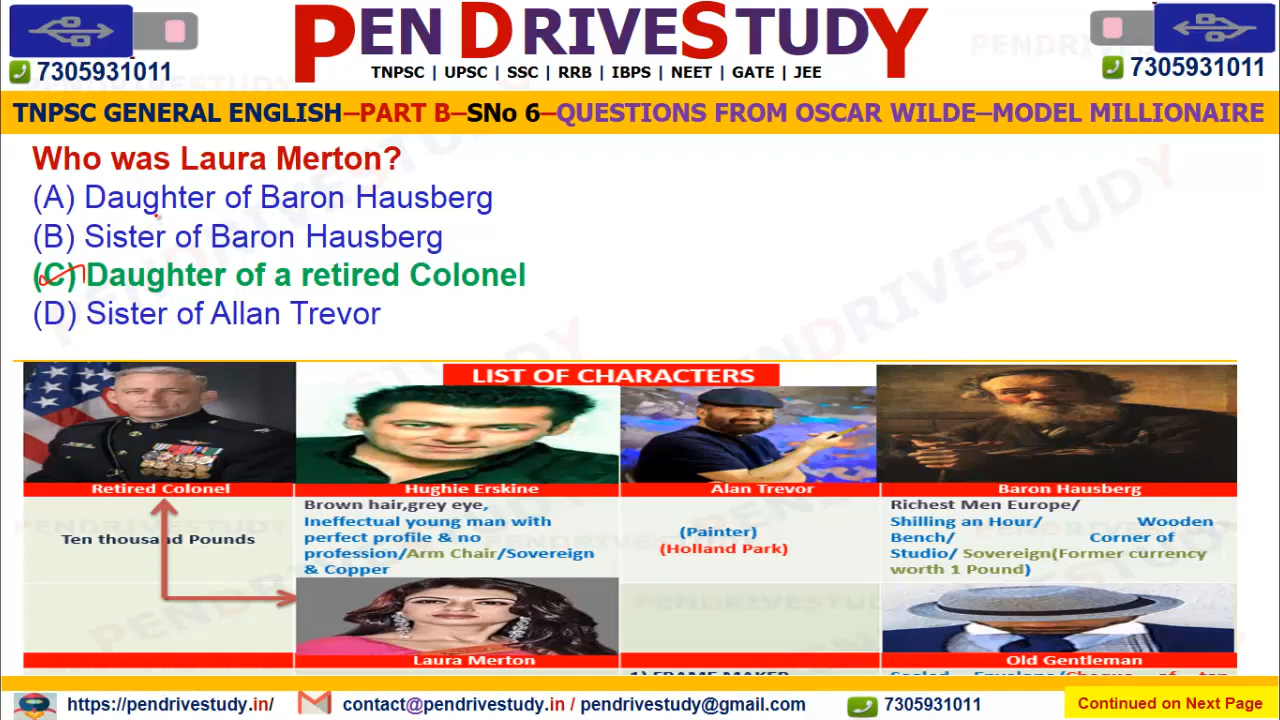 PENDRIVESTUDY
7305931011
TNPSC | UPSC | SSC | RRB | IBPS | NEET | GATE | JEE
7305931011
TNPSC GENERAL ENGLISH–PART B–SNo 6–QUESTIONS FROM OSCAR WILDE–MODEL MILLIONAIRE
Who was Laura Merton?
(A) Daughter of Baron Hausberg
(B) Sister of Baron Hausberg
(C) Daughter of a retired Colonel
(D) Sister of Allan Trevor
LIST OF CHARACTERS
Retired Colonel
Ten thousand Pounds
Hughie Erskine
Brown hair,grey eye,
Ineffectual young man with
perfect profile & no
profession/Arm Chair/Sovereign
& Copper
Alan Trevor
(Painter)
(Holland Park)
Baron Hausberg
Richest Men Europe/
Shilling an Hour/ Wooden
Bench/ Corner of
Studio/ Sovereign(Former currency
worth 1 Pound)
Laura Merton
Old Gentleman
1) FRAME MAKER
https://pendrivestudy.in/
contact@pendrivestudy.in / pendrivestudy@gmail.com
7305931011
Continued on Next Page
PENDRIVESTUDY